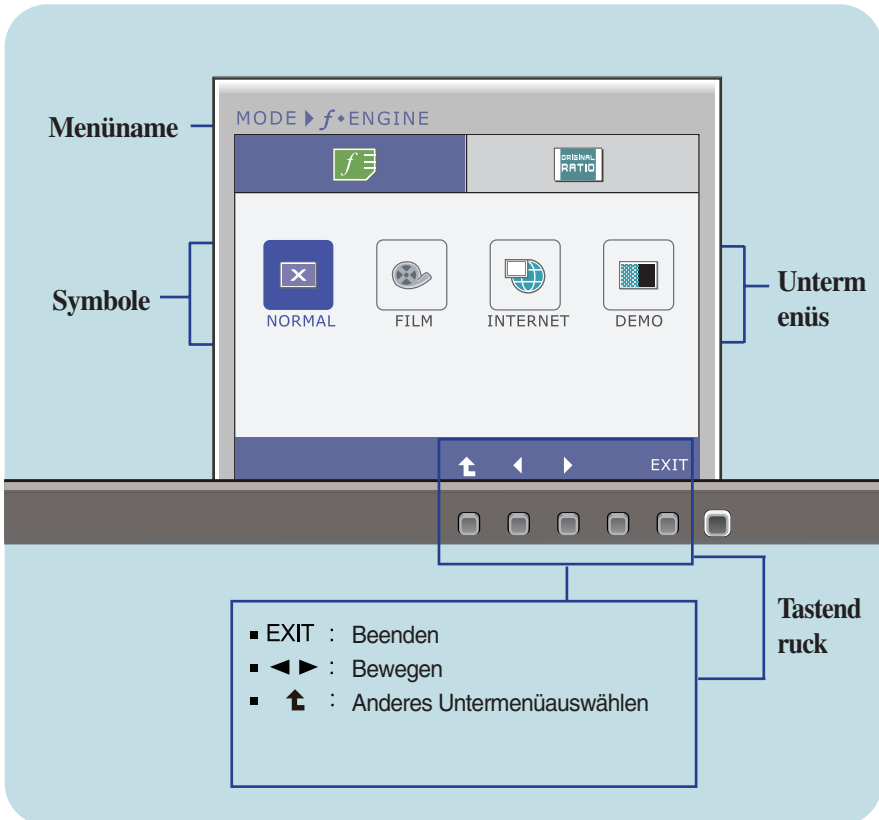 Menüname
MODE ▶ f•ENGINE
f
ORIGINAL
RATIO
Symbole
NORMAL
FILM
INTERNET
DEMO
Unterm
enüs
EXIT
Tastend
ruck
▪ EXIT : Beenden
▪ ◀ ▶ : Bewegen
▪ ⮤ : Anderes Untermenüauswählen